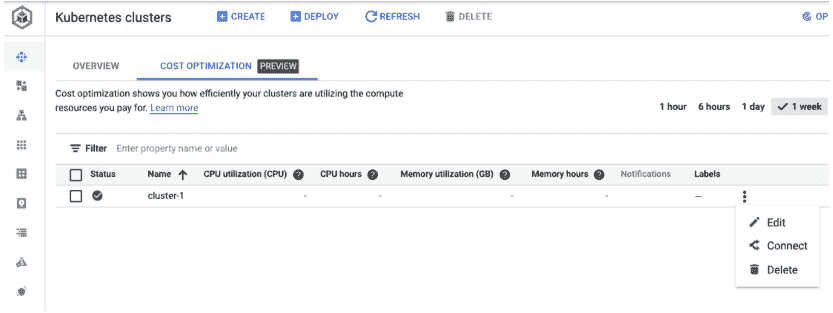 Kubernetes clusters CREATE DEPLOY REFRESH DELETE OP
OVERVIEW COST OPTIMIZATION PREVIEW
Cost optimization shows you how efficiently your clusters are utilizing the compute
resources you pay for. Learn more
1 hour 6 hours 1 day 1 week
Filter Enter property name or value
Status Name CPU utilization (CPU) CPU hours Memory utilization (GB) Memory hours Notifications Labels
cluster-1 - - - - –
Edit
Connect
Delete